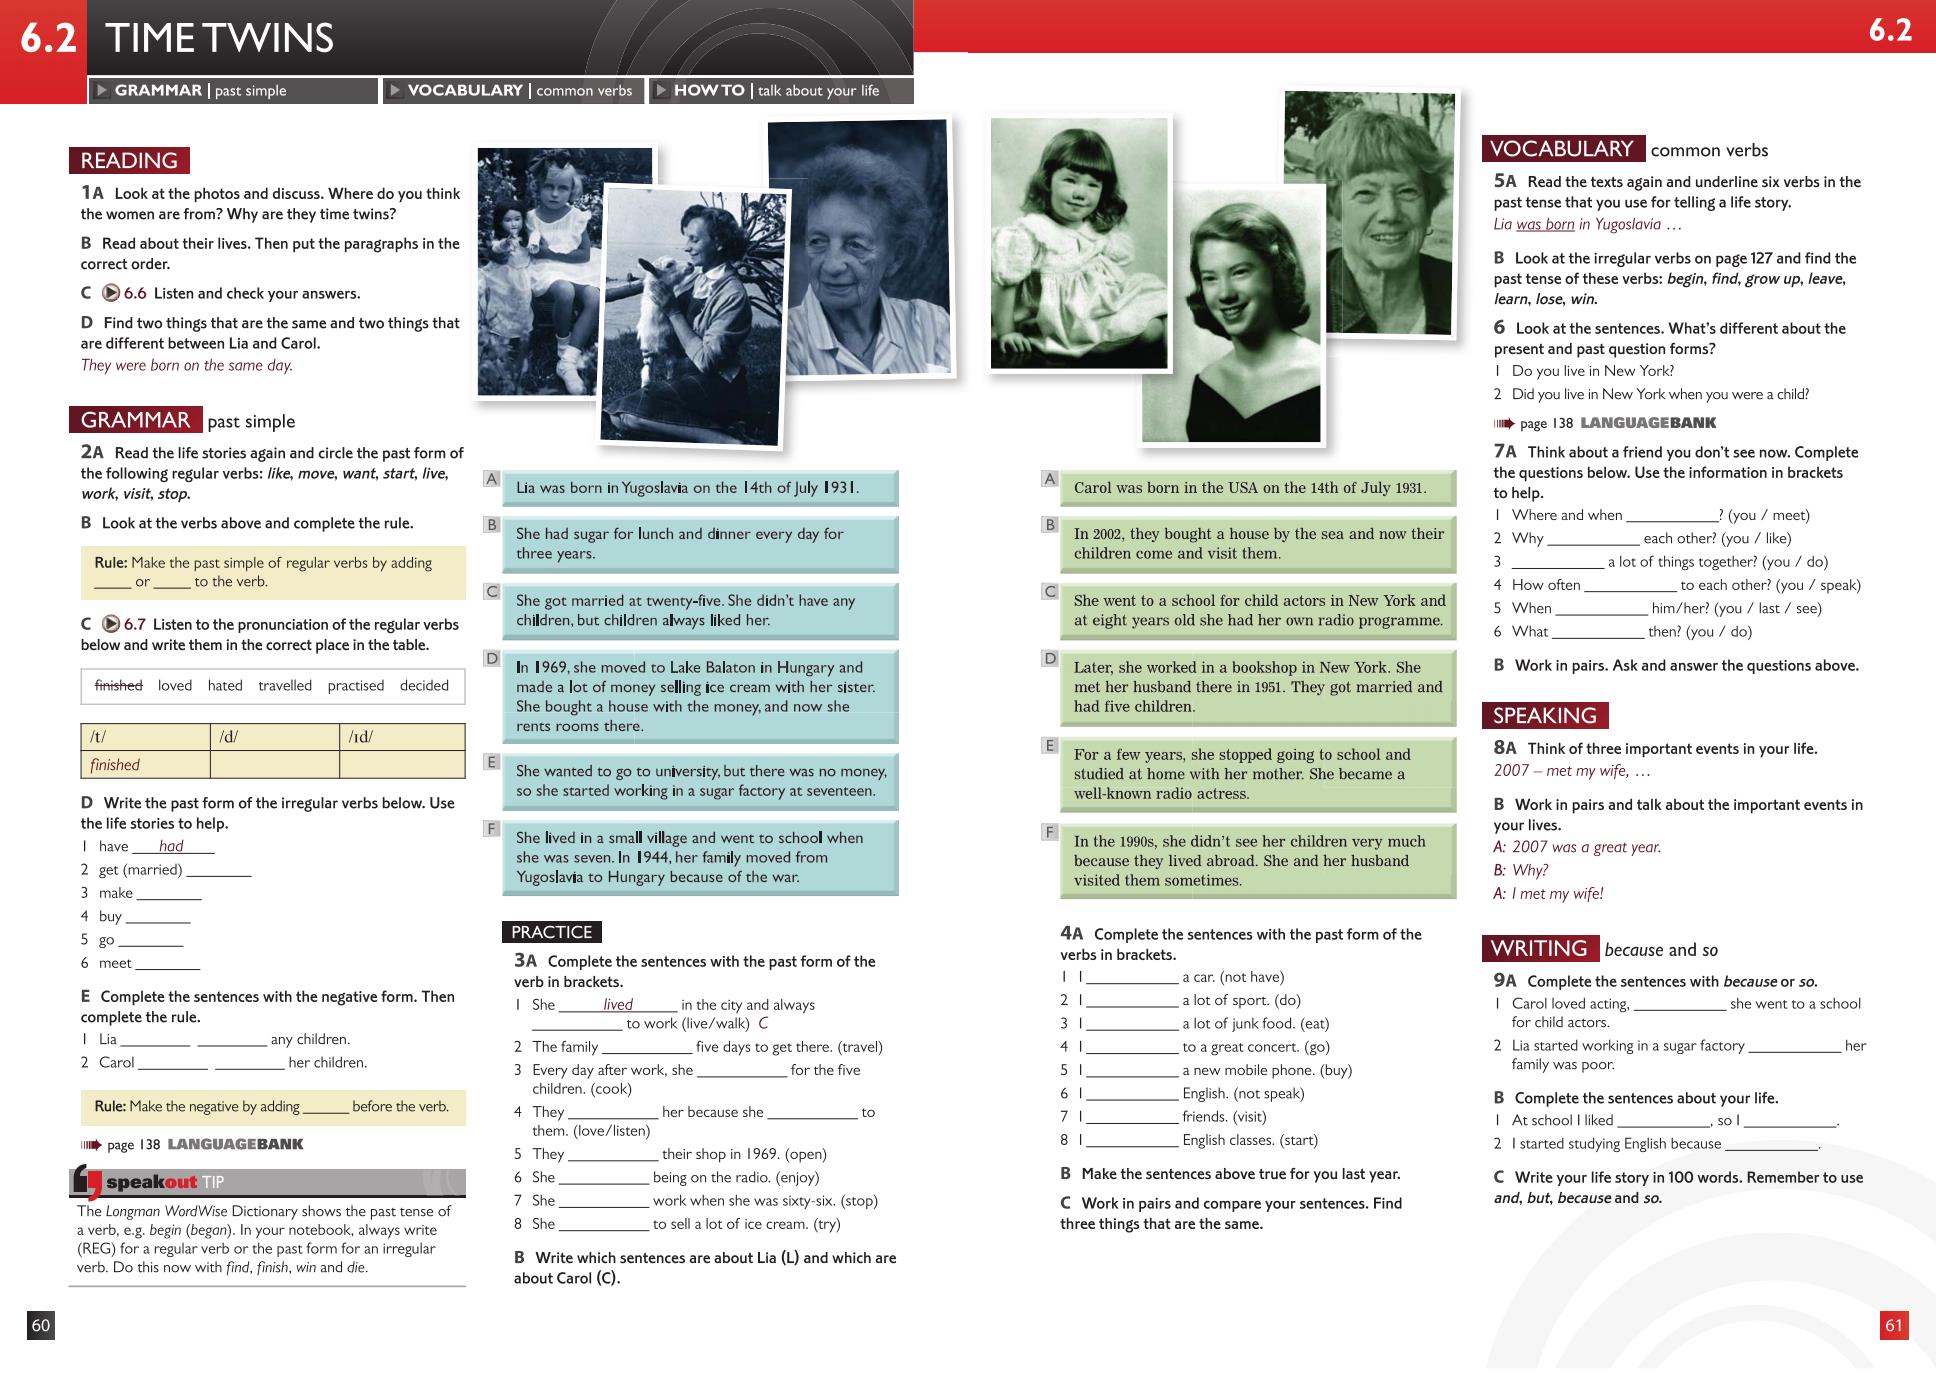 6.2 TIME TWINS
GRAMMAR | past simple
VOCABULARY | common verbs
HOW TO | talk about your life
6.2
READING
1A Look at the photos and discuss. Where do you think
the women are from? Why are they time twins?
B Read about their lives. Then put the paragraphs in the
correct order.
C 6.6 Listen and check your answers.
D Find two things that are the same and two things that
are different between Lia and Carol.
They were born on the same day.
GRAMMAR past simple
2A Read the life stories again and circle the past form of
the following regular verbs: like, move, want, start, live,
work, visit, stop.
B Look at the verbs above and complete the rule.
Rule: Make the past simple of regular verbs by adding
_____ or _____ to the verb.
C 6.7 Listen to the pronunciation of the regular verbs
below and write them in the correct place in the table.
finished loved hated travelled practised decided
/t/ /d/ /ɪd/
finished
D Write the past form of the irregular verbs below. Use
the life stories to help.
1 have ___had___
2 get (married) ________
3 make ________
4 buy ________
5 go ________
6 meet ________
E Complete the sentences with the negative form. Then
complete the rule.
1 Lia ________ ________ any children.
2 Carol ________ ________ her children.
Rule: Make the negative by adding ______ before the verb.
page 138 LANGUAGEBANK
speakout TIP
The Longman WordWise Dictionary shows the past tense of
a verb, e.g. begin (began). In your notebook, always write
(REG) for a regular verb or the past form for an irregular
verb. Do this now with find, finish, win and die.
60
A
Lia was born in Yugoslavia on the 14th of July 1931.
B
She had sugar for lunch and dinner every day for
three years.
C
She got married at twenty-five. She didn't have any
children, but children always liked her.
D
In 1969, she moved to Lake Balaton in Hungary and
made a lot of money selling ice cream with her sister.
She bought a house with the money, and now she
rents rooms there.
E
She wanted to go to university, but there was no money,
so she started working in a sugar factory at seventeen.
F
She lived in a small village and went to school when
she was seven. In 1944, her family moved from
Yugoslavia to Hungary because of the war.
PRACTICE
3A Complete the sentences with the past form of the
verb in brackets.
1 She _____lived_____ in the city and always
___________ to work (live/walk) C
2 The family ___________ five days to get there. (travel)
3 Every day after work, she ___________ for the five
children. (cook)
4 They ___________ her because she ___________ to
them. (love/listen)
5 They ___________ their shop in 1969. (open)
6 She ___________ being on the radio. (enjoy)
7 She ___________ work when she was sixty-six. (stop)
8 She ___________ to sell a lot of ice cream. (try)
B Write which sentences are about Lia (L) and which are
about Carol (C).
A
Carol was born in the USA on the 14th of July 1931.
B
In 2002, they bought a house by the sea and now their
children come and visit them.
C
She went to a school for child actors in New York and
at eight years old she had her own radio programme.
D
Later, she worked in a bookshop in New York. She
met her husband there in 1951. They got married and
had five children.
E
For a few years, she stopped going to school and
studied at home with her mother. She became a
well-known radio actress.
F
In the 1990s, she didn't see her children very much
because they lived abroad. She and her husband
visited them sometimes.
4A Complete the sentences with the past form of the
verbs in brackets.
1 I ___________ a car. (not have)
2 I ___________ a lot of sport. (do)
3 I ___________ a lot of junk food. (eat)
4 I ___________ to a great concert. (go)
5 I ___________ a new mobile phone. (buy)
6 I ___________ English. (not speak)
7 I ___________ friends. (visit)
8 I ___________ English classes. (start)
B Make the sentences above true for you last year.
C Work in pairs and compare your sentences. Find
three things that are the same.
VOCABULARY common verbs
5A Read the texts again and underline six verbs in the
past tense that you use for telling a life story.
Lia was born in Yugoslavia …
B Look at the irregular verbs on page 127 and find the
past tense of these verbs: begin, find, grow up, leave,
learn, lose, win.
6 Look at the sentences. What's different about the
present and past question forms?
1 Do you live in New York?
2 Did you live in New York when you were a child?
page 138 LANGUAGEBANK
7A Think about a friend you don't see now. Complete
the questions below. Use the information in brackets
to help.
1 Where and when ___________? (you / meet)
2 Why ___________ each other? (you / like)
3 ___________ a lot of things together? (you / do)
4 How often ___________ to each other? (you / speak)
5 When ___________ him/her? (you / last / see)
6 What ___________ then? (you / do)
B Work in pairs. Ask and answer the questions above.
SPEAKING
8A Think of three important events in your life.
2007 – met my wife, …
B Work in pairs and talk about the important events in
your lives.
A: 2007 was a great year.
B: Why?
A: I met my wife!
WRITING because and so
9A Complete the sentences with because or so.
1 Carol loved acting, ___________ she went to a school
for child actors.
2 Lia started working in a sugar factory ___________ her
family was poor.
B Complete the sentences about your life.
1 At school I liked ___________, so I ___________.
2 I started studying English because ___________.
C Write your life story in 100 words. Remember to use
and, but, because and so.
61